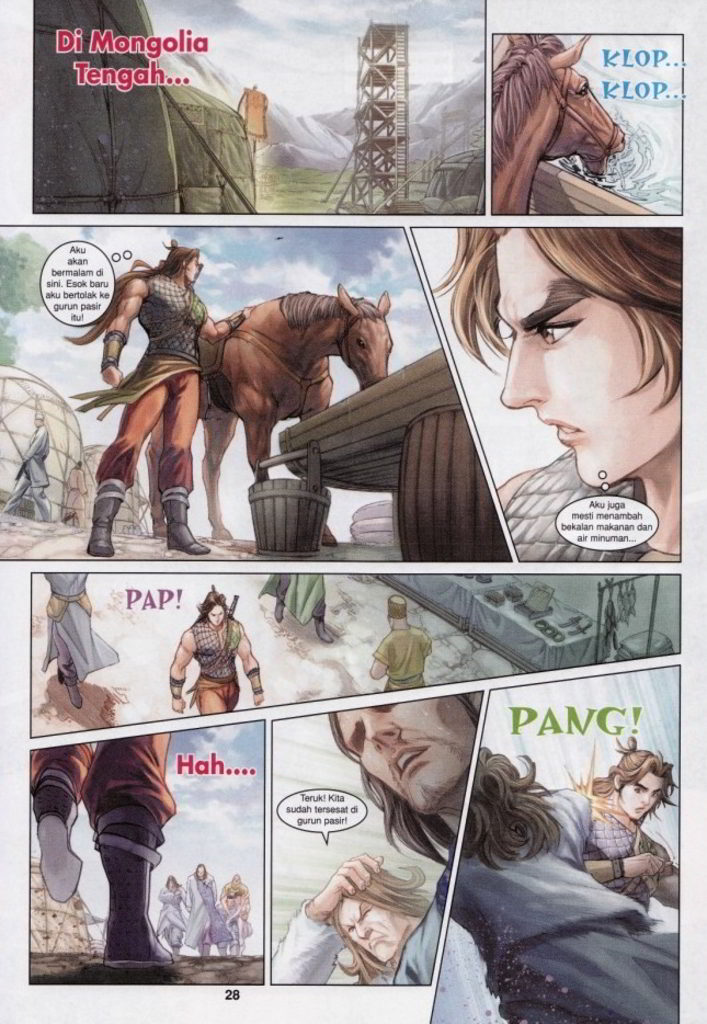 Di Mongolia
Tengah...
KLOP...
KLOP...
Aku
akan
bermalam di
sini. Esok baru
aku bertolak ke
gurun pasir
itu!
Aku juga
mesti menambah
bekalan makanan dan
air minuman...
PAP!
Hah....
Teruk! Kita
sudah tersesat di
gurun pasir!
PANG!
28